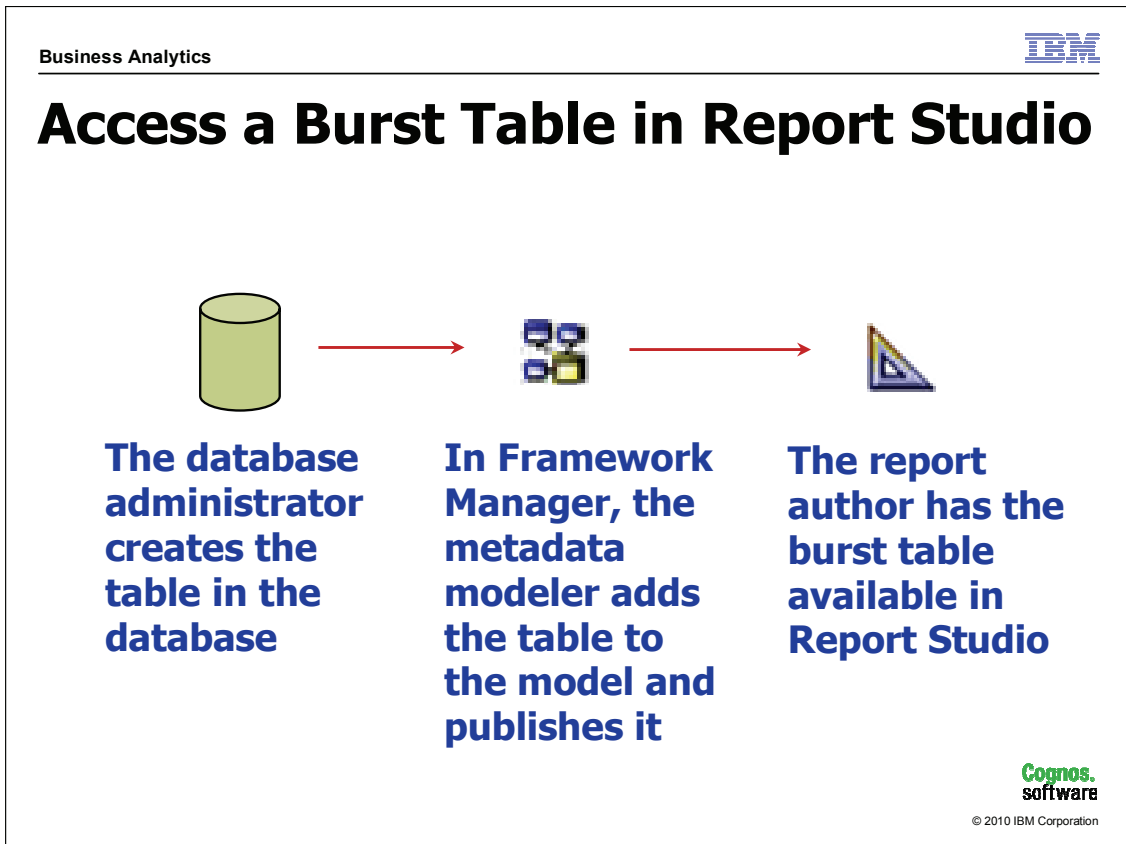 Business Analytics
IBM
Access a Burst Table in Report Studio
The database
administrator
creates the
table in the
database
In Framework
Manager, the
metadata
modeler adds
the table to
the model and
publishes it
The report
author has the
burst table
available in
Report Studio
Cognos.
software
© 2010 IBM Corporation